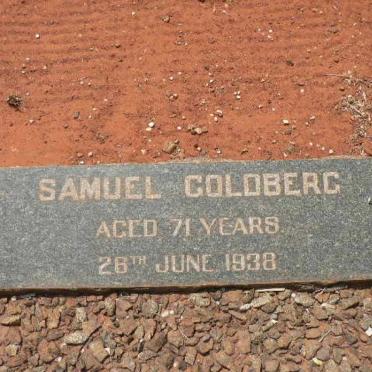 SAMUEL GOLDBERG
AGED 71 YEARS.
26TH JUNE 1938